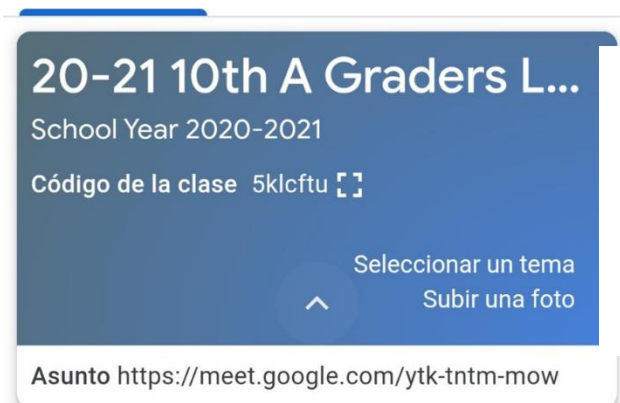 20-21 10th A Graders L...
School Year 2020-2021
Código de la clase 5klcftu
Seleccionar un tema
Subir una foto
Asunto https://meet.google.com/ytk-tntm-mow